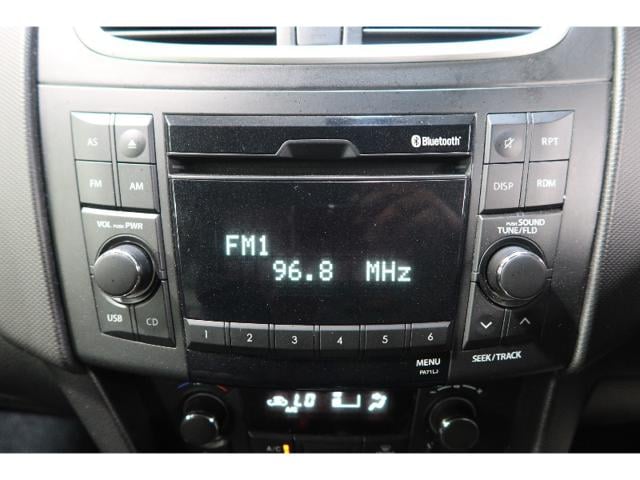 AS
Bluetooth
RPT
FM
AM
DISP
RDM
VOL PUSH PWR
PUSH SOUND
TUNE/FLD
FM1
96.8 MHz
USB
CD
1 2 3 4 5 6
MENU
PA71L2
SEEK/TRACK
LO
A/C